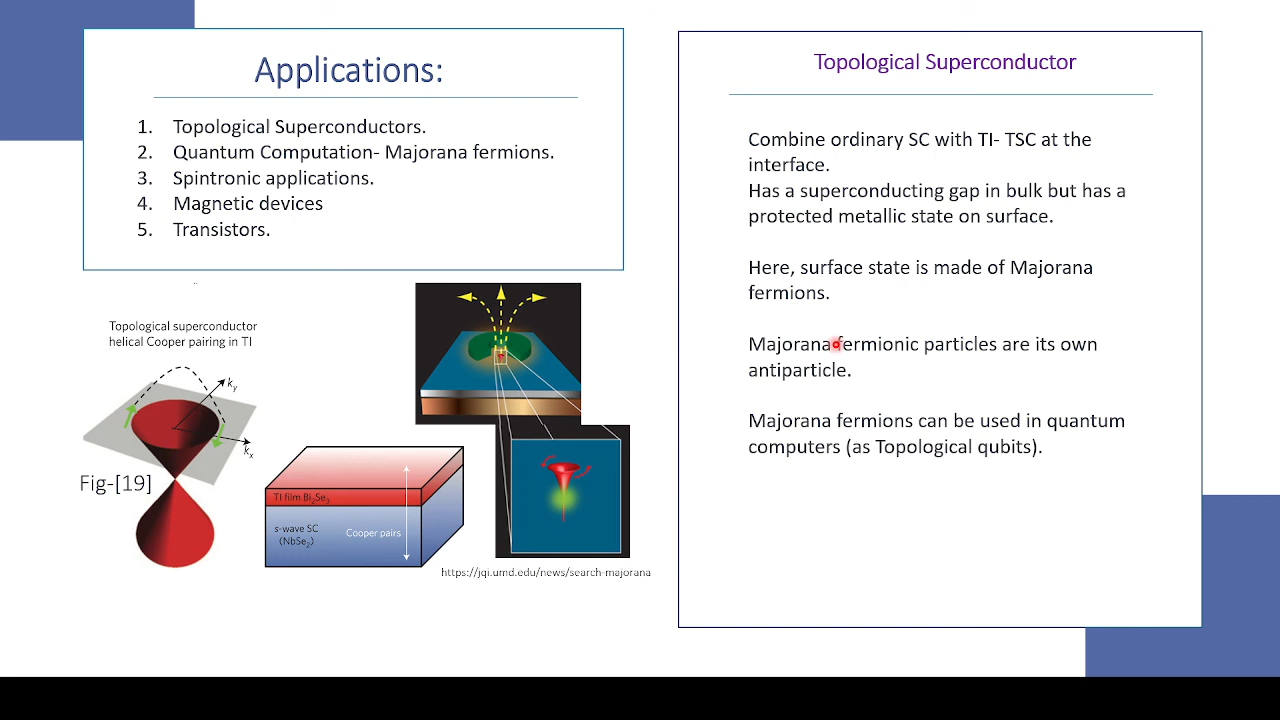 Applications:
1. Topological Superconductors.
2. Quantum Computation- Majorana fermions.
3. Spintronic applications.
4. Magnetic devices
5. Transistors.
Topological superconductor
helical Cooper pairing in TI
ky
kx
Fig-[19]
TI film Bi2Se3
s-wave SC
(NbSe2)
Cooper pairs
https://jqi.umd.edu/news/search-majorana
Topological Superconductor
Combine ordinary SC with TI- TSC at the
interface.
Has a superconducting gap in bulk but has a
protected metallic state on surface.
Here, surface state is made of Majorana
fermions.
Majorana fermionic particles are its own
antiparticle.
Majorana fermions can be used in quantum
computers (as Topological qubits).